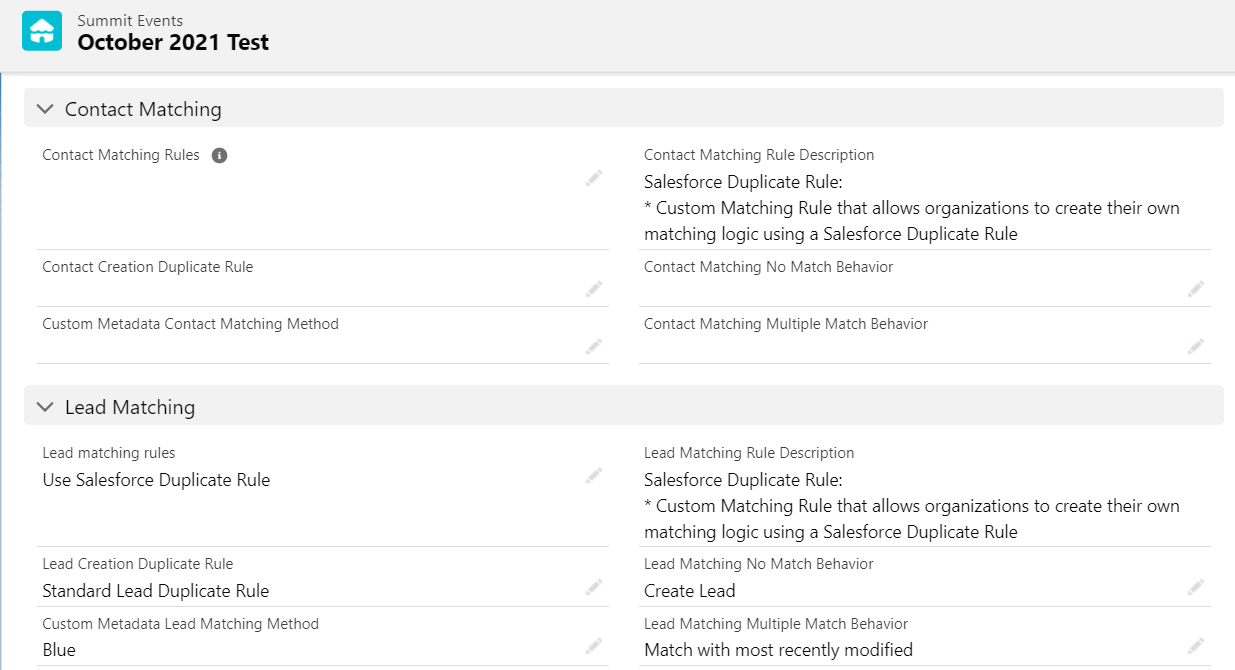 Summit Events
October 2021 Test
Contact Matching
Contact Matching Rules
Contact Matching Rule Description
Salesforce Duplicate Rule:
* Custom Matching Rule that allows organizations to create their own
matching logic using a Salesforce Duplicate Rule
Contact Creation Duplicate Rule
Contact Matching No Match Behavior
Custom Metadata Contact Matching Method
Contact Matching Multiple Match Behavior
Lead Matching
Lead matching rules
Use Salesforce Duplicate Rule
Lead Matching Rule Description
Salesforce Duplicate Rule:
* Custom Matching Rule that allows organizations to create their own
matching logic using a Salesforce Duplicate Rule
Lead Creation Duplicate Rule
Standard Lead Duplicate Rule
Lead Matching No Match Behavior
Create Lead
Custom Metadata Lead Matching Method
Blue
Lead Matching Multiple Match Behavior
Match with most recently modified